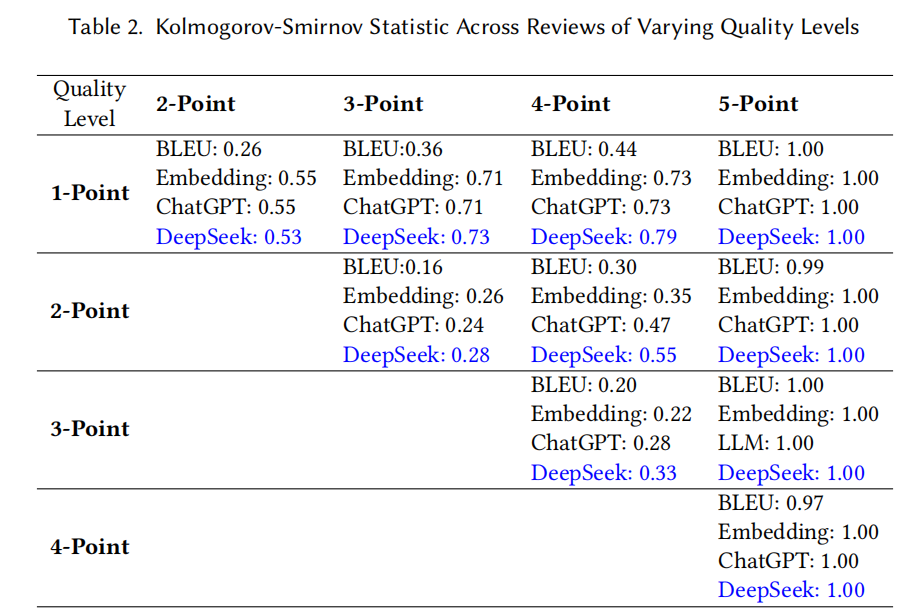 Table 2. Kolmogorov-Smirnov Statistic Across Reviews of Varying Quality Levels
Quality Level 2-Point 3-Point 4-Point 5-Point
1-Point
BLEU: 0.26 BLEU:0.36 BLEU: 0.44 BLEU: 1.00
Embedding: 0.55 Embedding: 0.71 Embedding: 0.73 Embedding: 1.00
ChatGPT: 0.55 ChatGPT: 0.71 ChatGPT: 0.73 ChatGPT: 1.00
DeepSeek: 0.53 DeepSeek: 0.73 DeepSeek: 0.79 DeepSeek: 1.00
2-Point
BLEU:0.16 BLEU: 0.30 BLEU: 0.99
Embedding: 0.26 Embedding: 0.35 Embedding: 1.00
ChatGPT: 0.24 ChatGPT: 0.47 ChatGPT: 1.00
DeepSeek: 0.28 DeepSeek: 0.55 DeepSeek: 1.00
3-Point
BLEU: 0.20 BLEU: 1.00
Embedding: 0.22 Embedding: 1.00
ChatGPT: 0.28 LLM: 1.00
DeepSeek: 0.33 DeepSeek: 1.00
4-Point
BLEU: 0.97
Embedding: 1.00
ChatGPT: 1.00
DeepSeek: 1.00